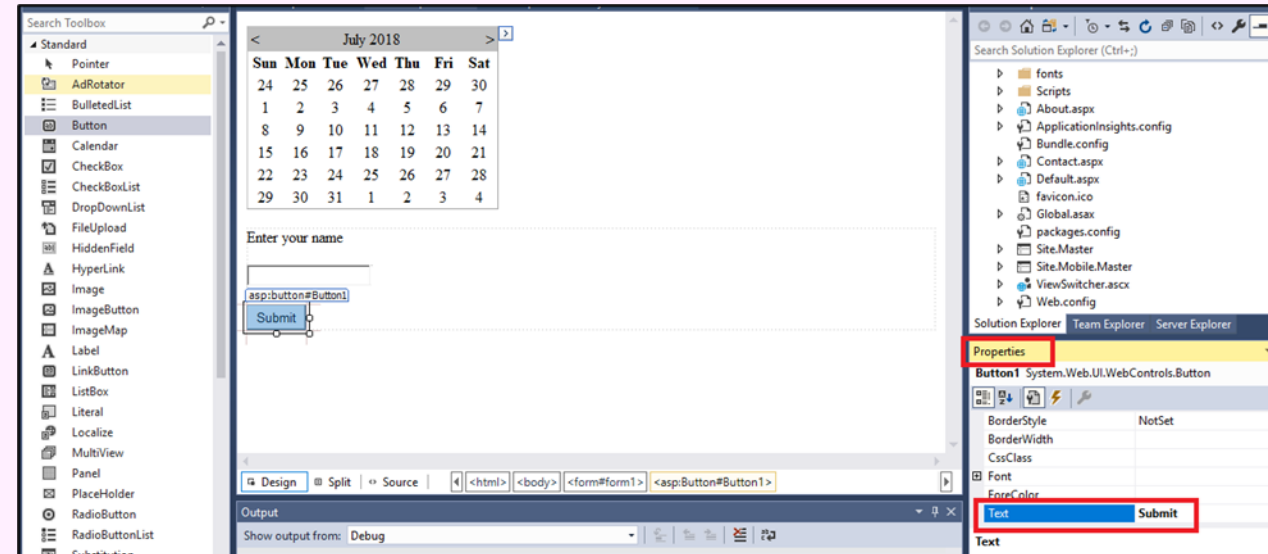 Search Toolbox
Standard
Pointer
AdRotator
BulletedList
Button
Calendar
CheckBox
CheckBoxList
DropDownList
FileUpload
HiddenField
HyperLink
Image
ImageButton
ImageMap
Label
LinkButton
ListBox
Literal
Localize
MultiView
Panel
PlaceHolder
RadioButton
RadioButtonList
< July 2018 >
Sun Mon Tue Wed Thu Fri Sat
24 25 26 27 28 29 30
1 2 3 4 5 6 7
8 9 10 11 12 13 14
15 16 17 18 19 20 21
22 23 24 25 26 27 28
29 30 31 1 2 3 4
Enter your name
asp:button#Button1
Submit
Design Split Source <html> <body> <form#form1> <asp:Button#Button1>
Output
Show output from: Debug
Search Solution Explorer (Ctrl+;)
fonts
Scripts
About.aspx
ApplicationInsights.config
Bundle.config
Contact.aspx
Default.aspx
favicon.ico
Global.asax
packages.config
Site.Master
Site.Mobile.Master
ViewSwitcher.ascx
Web.config
Solution Explorer Team Explorer Server Explorer
Properties
Button1 System.Web.UI.WebControls.Button
BorderStyle NotSet
BorderWidth
CssClass
Font
ForeColor
Text Submit
Text